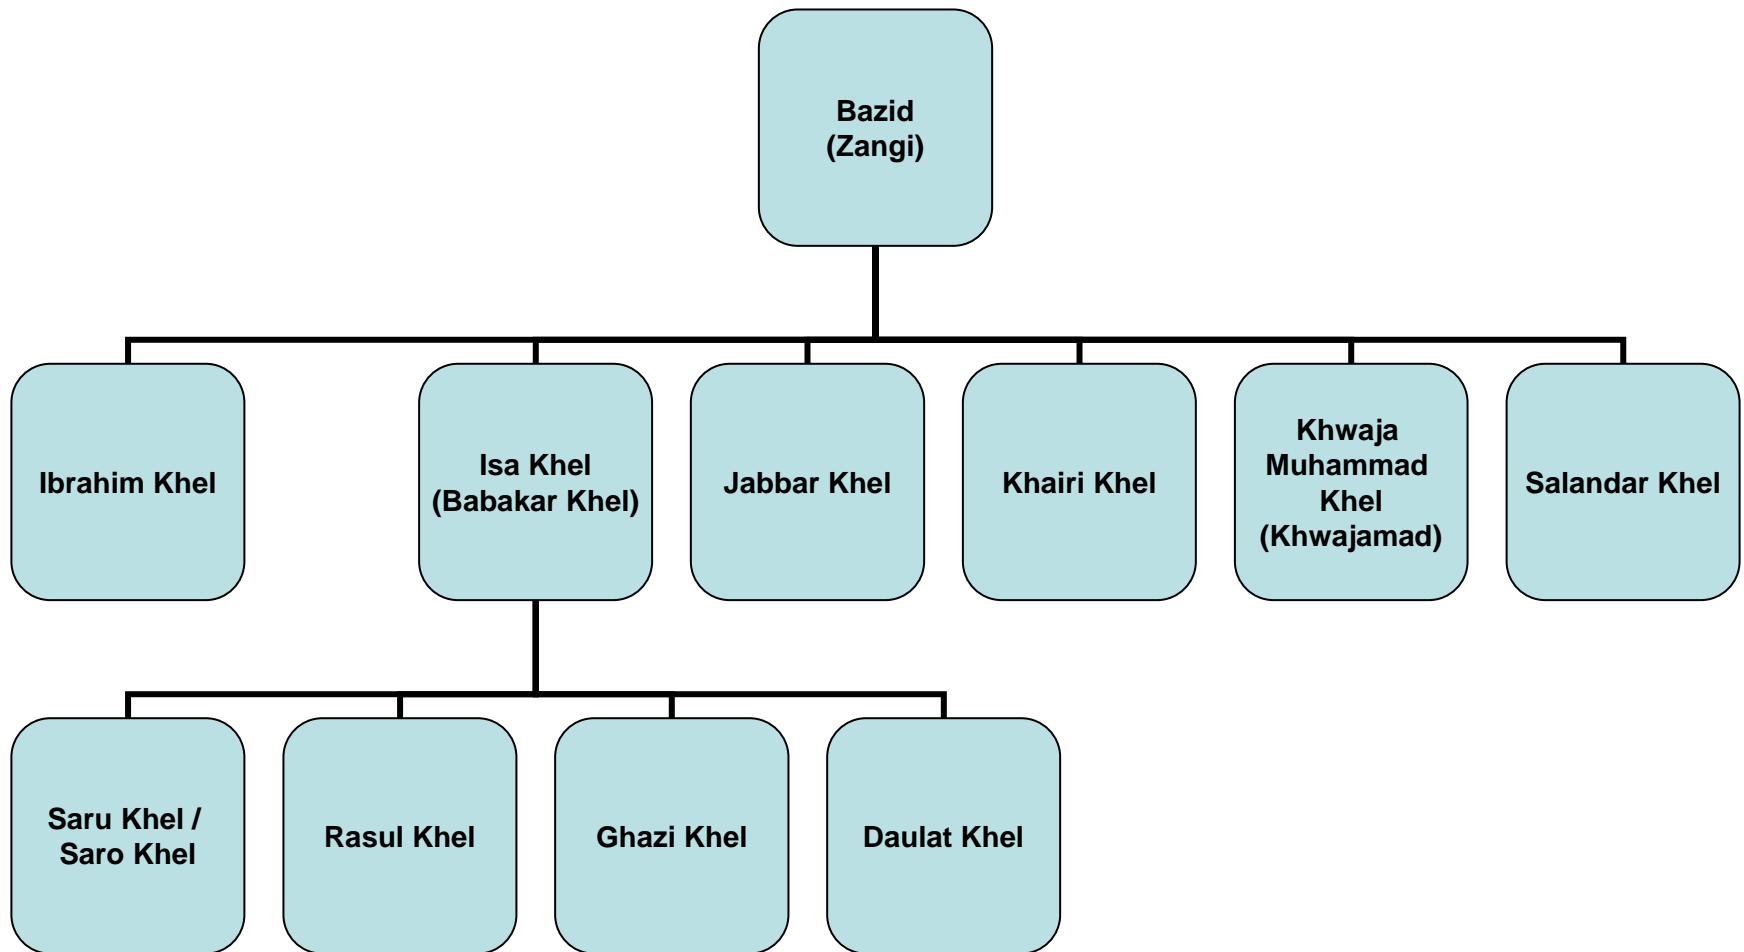 Bazid
(Zangi)
Ibrahim Khel
Isa Khel
(Babakar Khel)
Jabbar Khel
Khairi Khel
Khwaja
Muhammad
Khel
(Khwajamad)
Salandar Khel
Saru Khel /
Saro Khel
Rasul Khel
Ghazi Khel
Daulat Khel